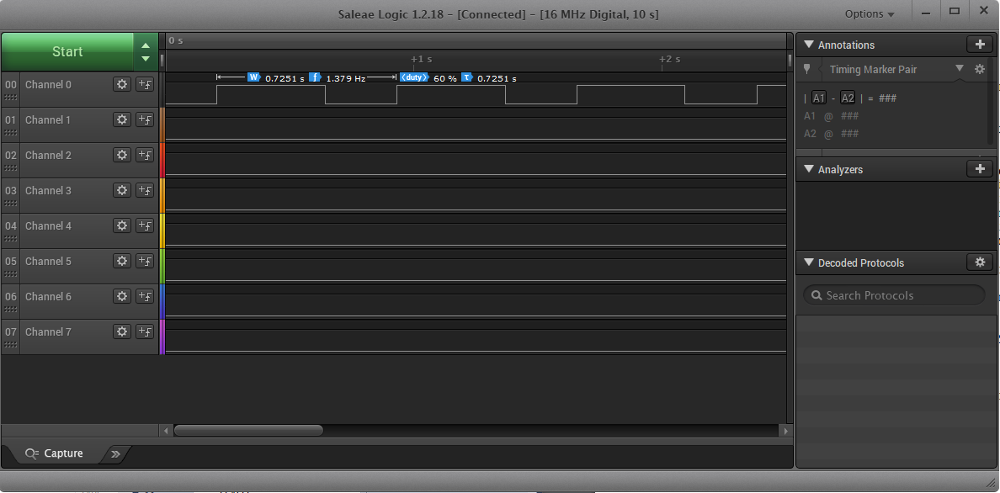 Saleae Logic 1.2.18 - [Connected] - [16 MHz Digital, 10 s]
Options
Start
0 s
+1 s
+2 s
W 0.7251 s f 1.379 Hz duty 60 % T 0.7251 s
00 Channel 0
01 Channel 1
02 Channel 2
03 Channel 3
04 Channel 4
05 Channel 5
06 Channel 6
07 Channel 7
Capture
Annotations
Timing Marker Pair
| A1 - A2 | = ###
A1 @ ###
A2 @ ###
Analyzers
Decoded Protocols
Search Protocols